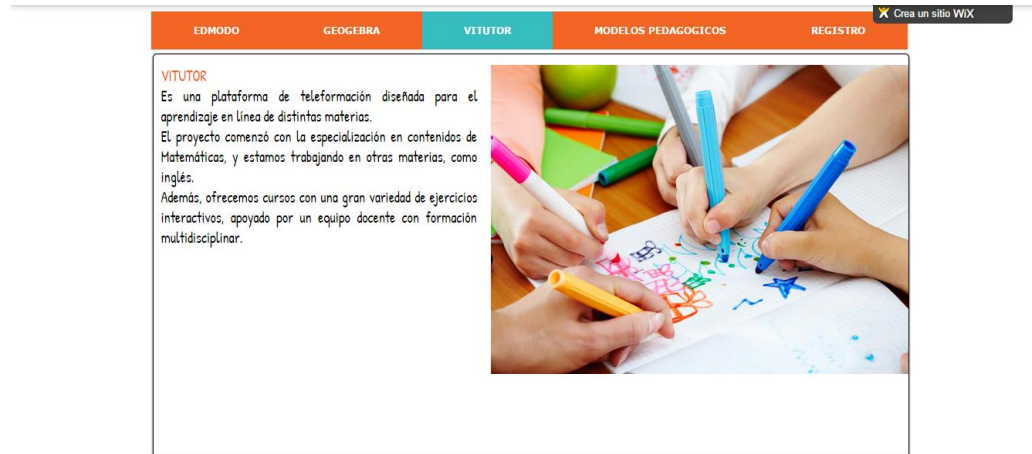 Crea un sitio WiX
EDMODO GEOGEBRA VITUTOR MODELOS PEDAGOGICOS REGISTRO
VITUTOR
Es una plataforma de teleformación diseñada para el
aprendizaje en línea de distintas materias.
El proyecto comenzó con la especialización en contenidos de
Matemáticas, y estamos trabajando en otras materias, como
inglés.
Además, ofrecemos cursos con una gran variedad de ejercicios
interactivos, apoyado por un equipo docente con formación
multidisciplinar.